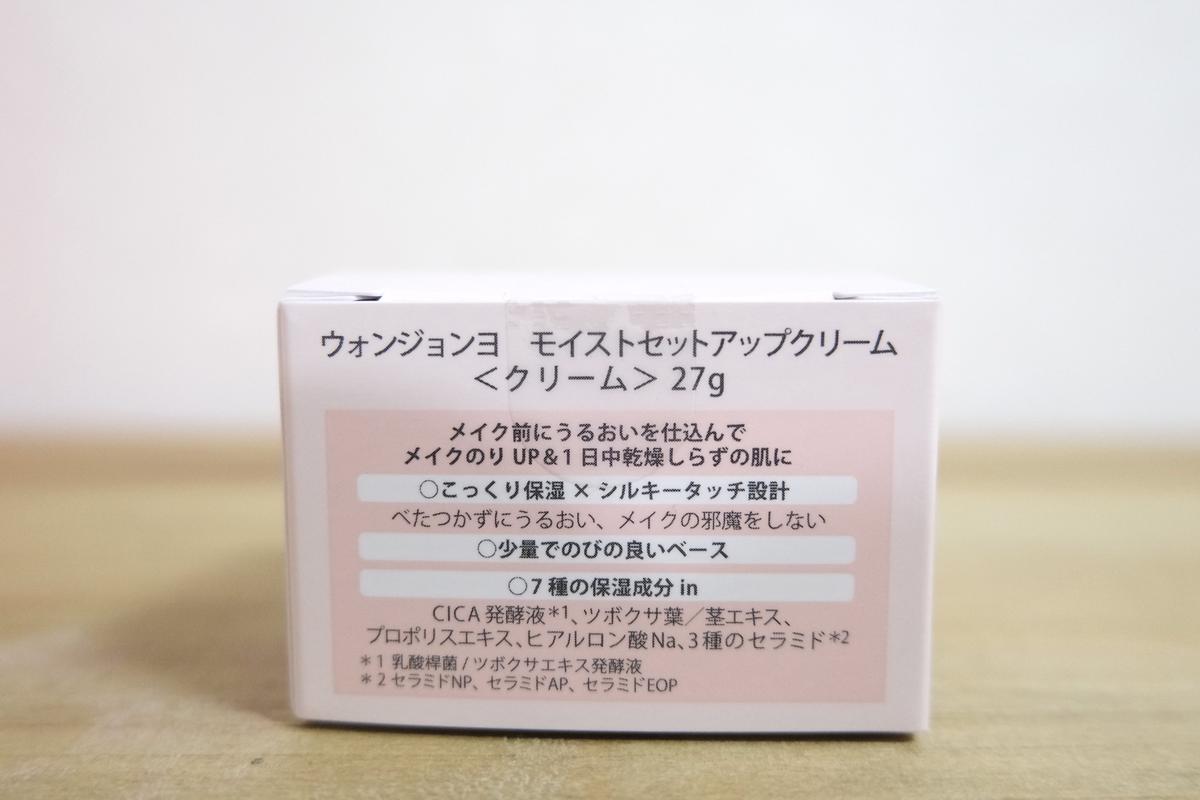 ウォンジョンヨ　モイストセットアップクリーム
＜クリーム＞ 27g
メイク前にうるおいを仕込んで
メイクのり UP＆1 日中乾燥しらずの肌に
○こっくり保湿 × シルキータッチ設計
べたつかずにうるおい、メイクの邪魔をしない
○少量でのびの良いベース
○7 種の保湿成分 in
CICA 発酵液＊1、ツボクサ葉／茎エキス、
プロポリスエキス、ヒアルロン酸Na、3種のセラミド＊2
＊1 乳酸桿菌 / ツボクサエキス発酵液
＊2 セラミドNP、セラミドAP、セラミドEOP